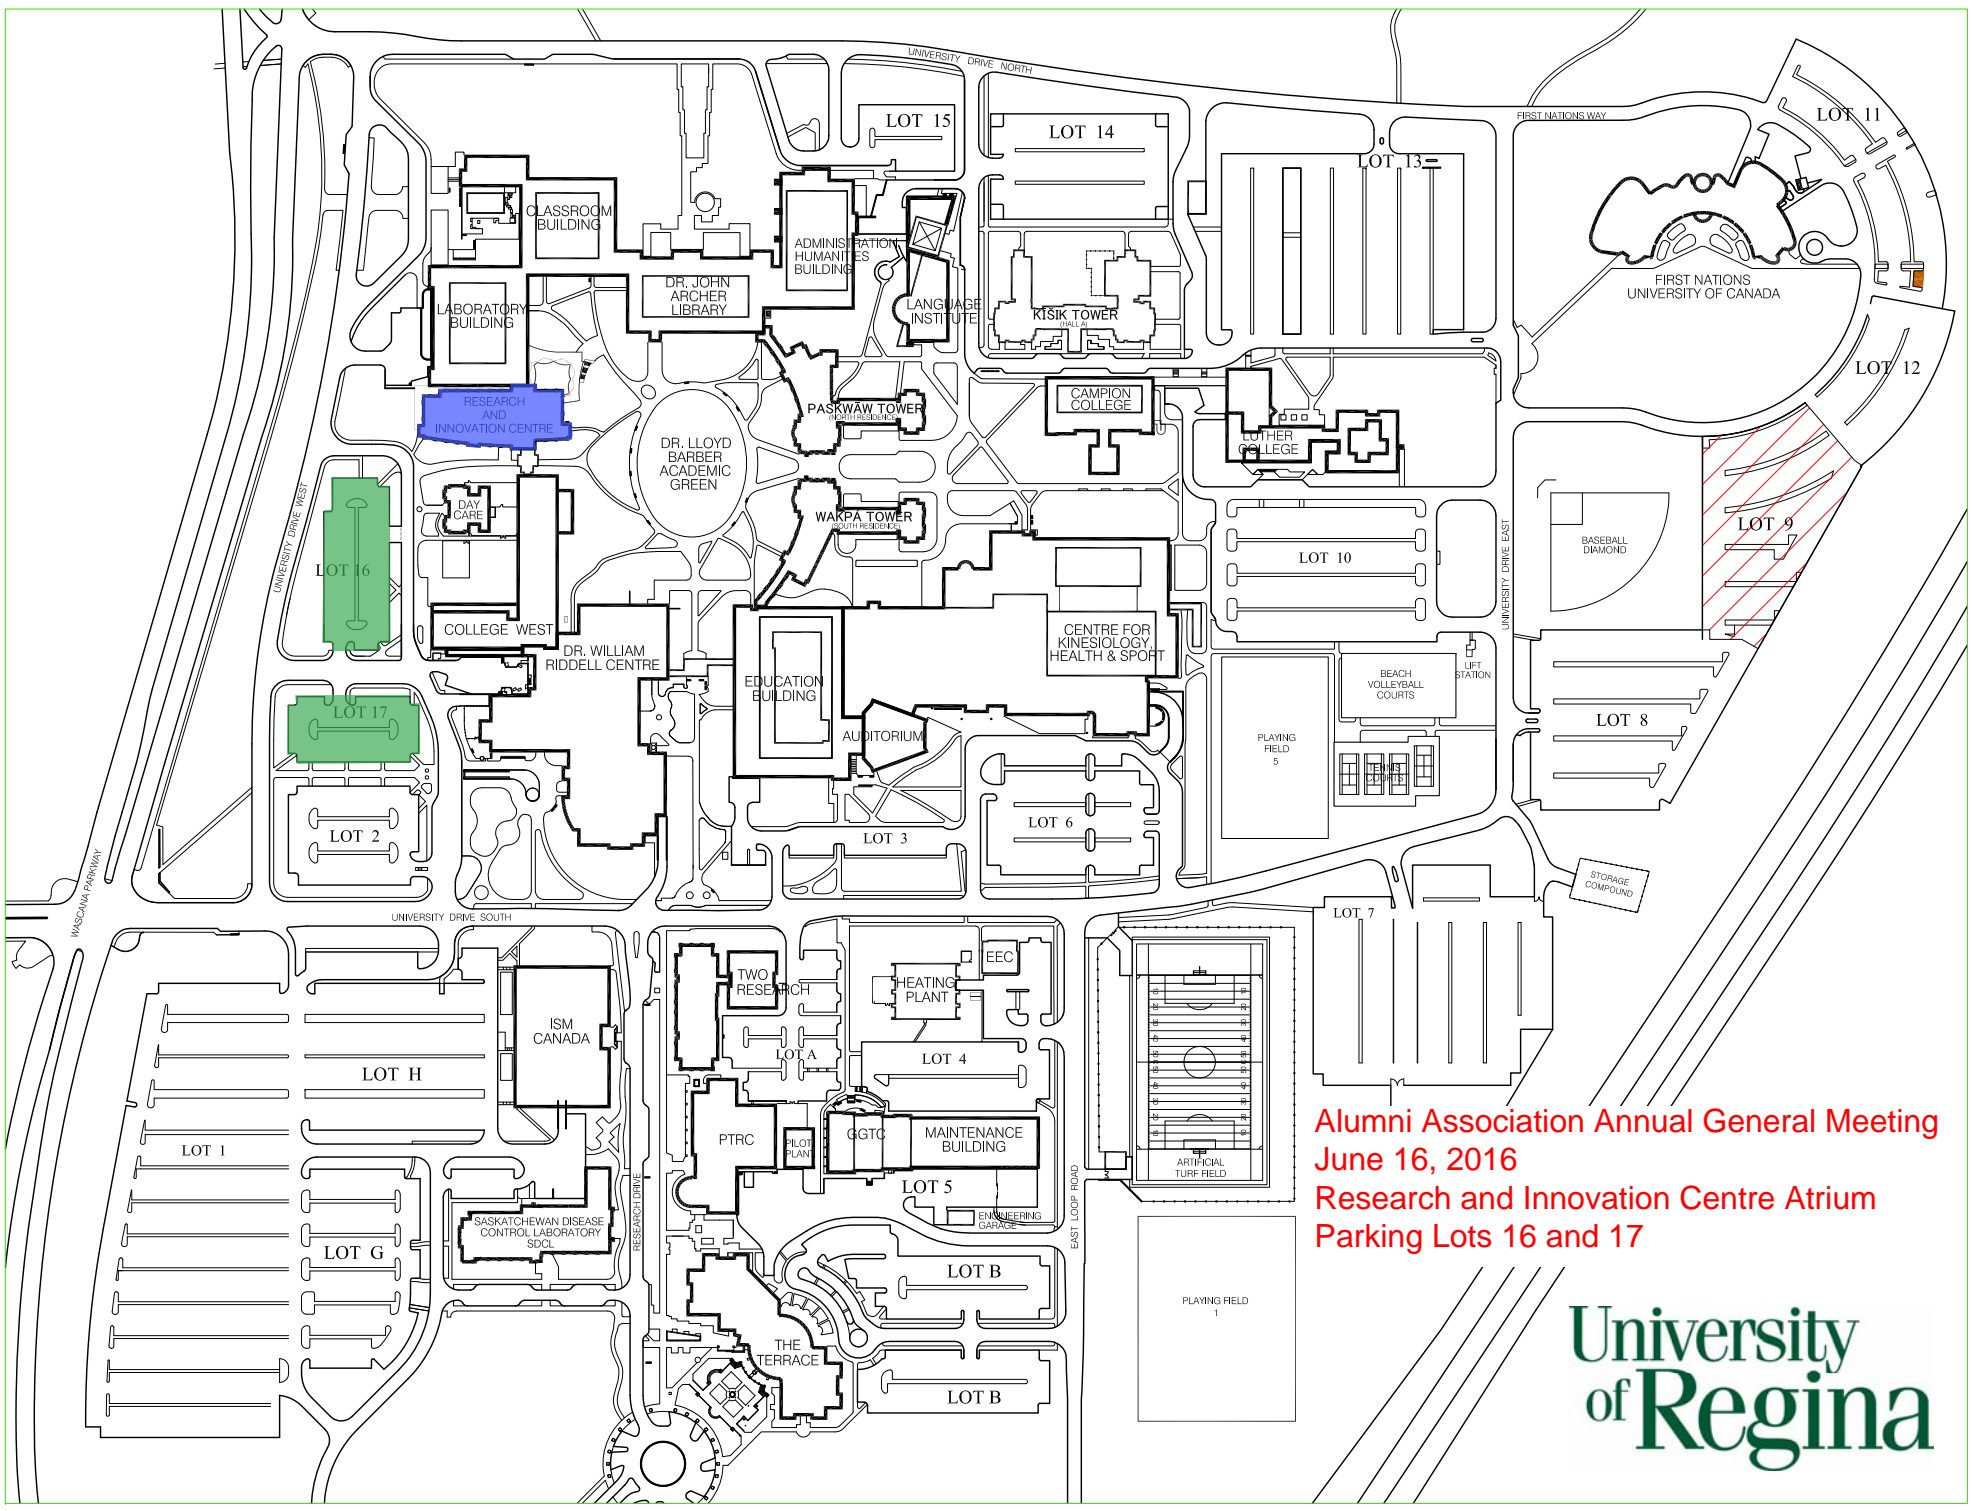 UNIVERSITY DRIVE NORTH
FIRST NATIONS WAY
LOT 11
LOT 15
LOT 14
LOT 13
CLASSROOM
BUILDING
ADMINISTRATION
HUMANITIES
BUILDING
DR. JOHN
ARCHER
LIBRARY
LABORATORY
BUILDING
LANGUAGE
INSTITUTE
KĪŠIK TOWER
(HALL A)
FIRST NATIONS
UNIVERSITY OF CANADA
LOT 12
RESEARCH
AND
INNOVATION CENTRE
PASKWĀW TOWER
(NORTH RESIDENCE)
CAMPION
COLLEGE
LUTHER
COLLEGE
DR. LLOYD
BARBER
ACADEMIC
GREEN
DAY
CARE
WAKPÁ TOWER
(SOUTH RESIDENCE)
UNIVERSITY DRIVE WEST
LOT 16
LOT 10
UNIVERSITY DRIVE EAST
BASEBALL
DIAMOND
LOT 9
COLLEGE WEST
DR. WILLIAM
RIDDELL CENTRE
CENTRE FOR
KINESIOLOGY,
HEALTH & SPORT
EDUCATION
BUILDING
BEACH
VOLLEYBALL
COURTS
LIFT
STATION
LOT 17
AUDITORIUM
PLAYING
FIELD
5
TENNIS
COURTS
LOT 8
LOT 2
LOT 3
LOT 6
WASCANA PARKWAY
STORAGE
COMPOUND
UNIVERSITY DRIVE SOUTH
LOT 7
TWO
RESEARCH
HEATING
PLANT
EEC
ISM
CANADA
LOT A
LOT 4
LOT H
LOT 1
PTRC
PILOT
PLANT
GGTC
MAINTENANCE
BUILDING
ARTIFICIAL
TURF FIELD
LOT 5
ENGINEERING
GARAGE
EAST LOOP ROAD
RESEARCH DRIVE
SASKATCHEWAN DISEASE
CONTROL LABORATORY
SDCL
LOT G
LOT B
PLAYING FIELD
1
THE
TERRACE
LOT B
Alumni Association Annual General Meeting
June 16, 2016
Research and Innovation Centre Atrium
Parking Lots 16 and 17
University
of Regina